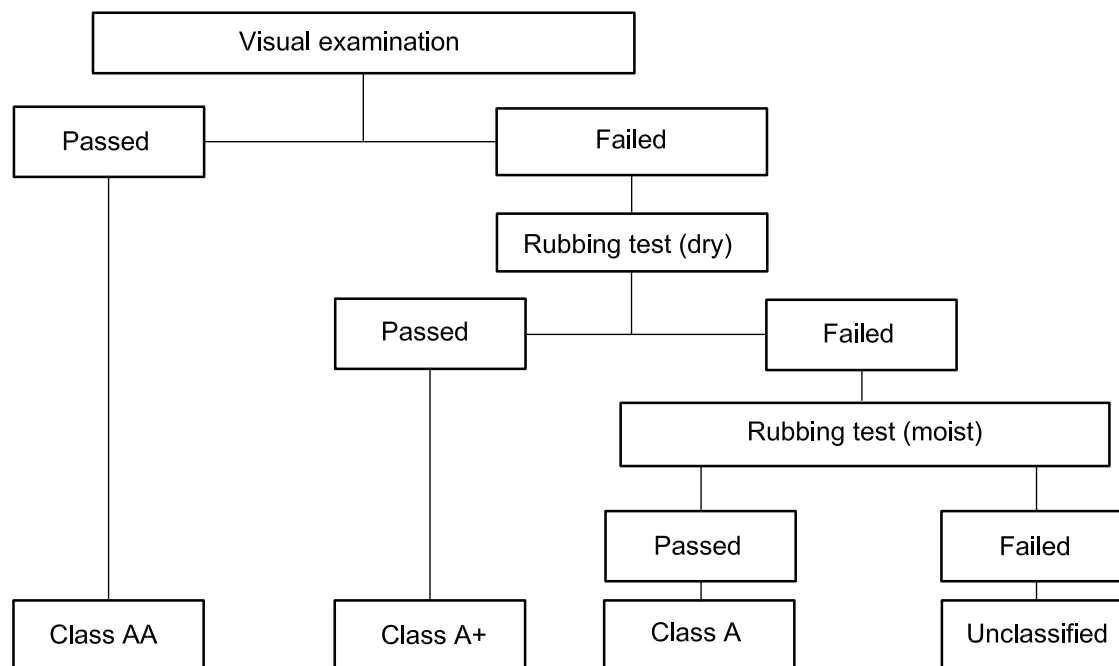 Visual examination
Passed
Failed
Rubbing test (dry)
Passed
Failed
Rubbing test (moist)
Passed
Failed
Class AA
Class A+
Class A
Unclassified